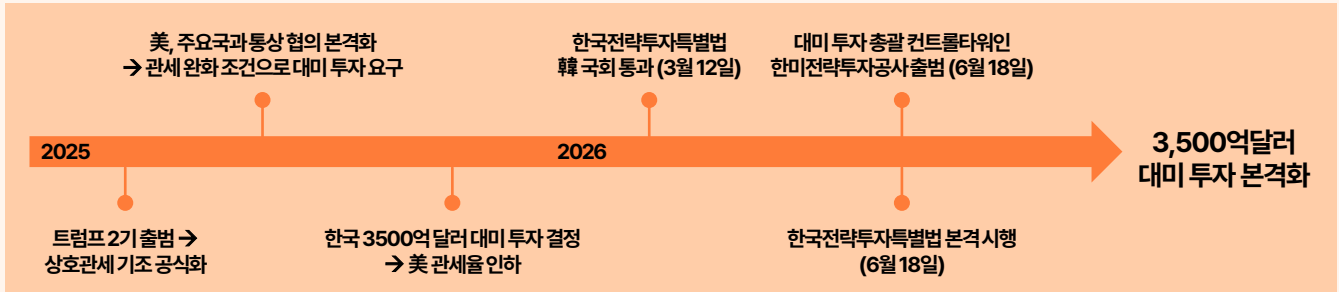 美, 주요국과 통상 협의 본격화
→ 관세 완화 조건으로 대미 투자 요구
한국전략투자특별법
韓 국회 통과 (3월 12일)
대미 투자 총괄 컨트롤타워인
한미전략투자공사 출범 (6월 18일)
2025
2026
3,500억달러
대미 투자 본격화
트럼프 2기 출범 →
상호관세 기조 공식화
한국 3500억 달러 대미 투자 결정
→ 美 관세율 인하
한국전략투자특별법 본격 시행
(6월 18일)